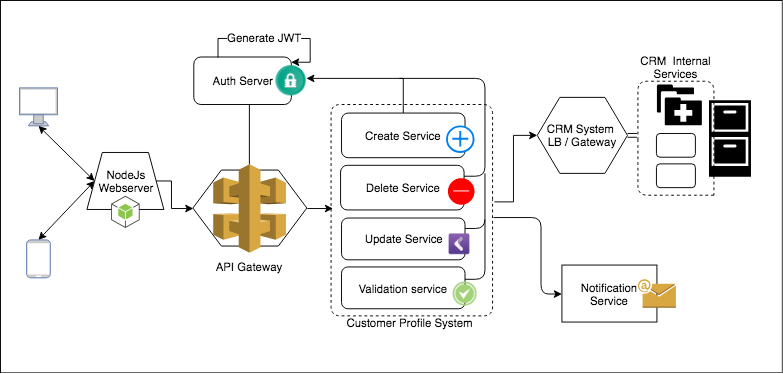 Generate JWT
Auth Server
NodeJs
Webserver
API Gateway
Create Service
Delete Service
Update Service
Validation service
Customer Profile System
CRM System
LB / Gateway
CRM Internal
Services
Notification
Service
@